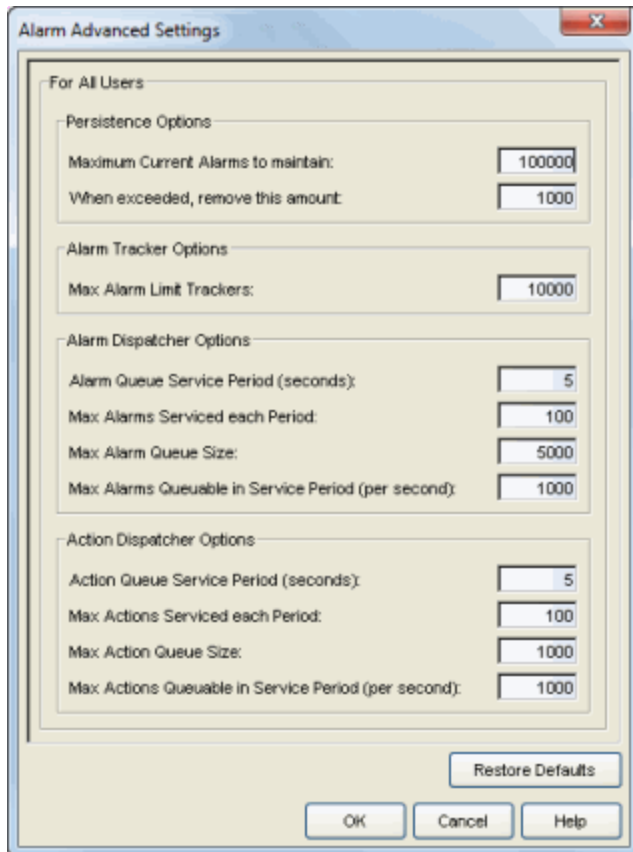 Alarm Advanced Settings
For All Users
Persistence Options
Maximum Current Alarms to maintain: 100000
When exceeded, remove this amount: 1000
Alarm Tracker Options
Max Alarm Limit Trackers: 10000
Alarm Dispatcher Options
Alarm Queue Service Period (seconds): 5
Max Alarms Serviced each Period: 100
Max Alarm Queue Size: 5000
Max Alarms Queuable in Service Period (per second): 1000
Action Dispatcher Options
Action Queue Service Period (seconds): 5
Max Actions Serviced each Period: 100
Max Action Queue Size: 1000
Max Actions Queuable in Service Period (per second): 1000
Restore Defaults
OK Cancel Help